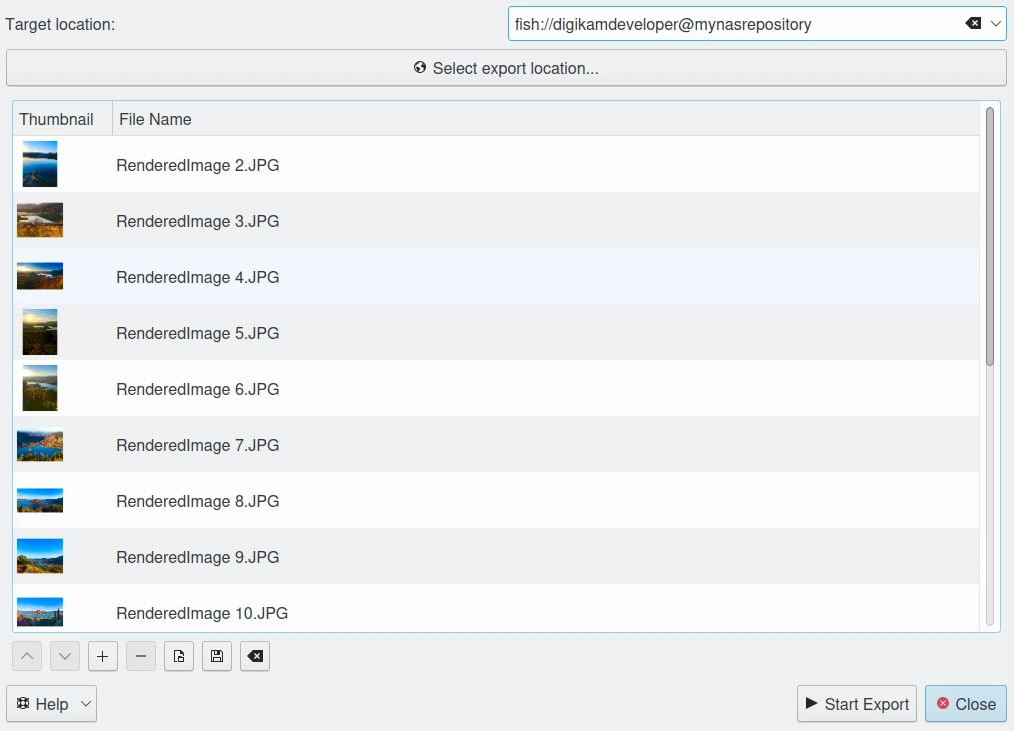 Target location:
fish://digikamdeveloper@mynasrepository
Select export location...
Thumbnail File Name
RenderedImage 2.JPG
RenderedImage 3.JPG
RenderedImage 4.JPG
RenderedImage 5.JPG
RenderedImage 6.JPG
RenderedImage 7.JPG
RenderedImage 8.JPG
RenderedImage 9.JPG
RenderedImage 10.JPG
Help Start Export Close